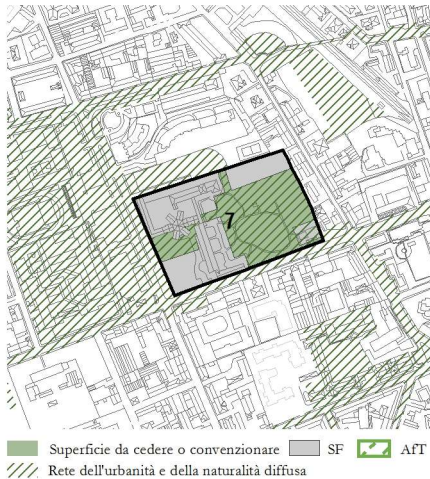 7
Superficie da cedere o convenzionare SF AfT
Rete dell'urbanità e della naturalità diffusa